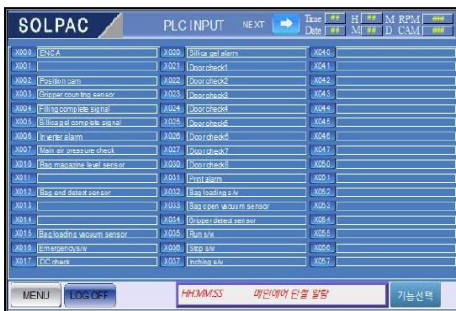 SOLPAC
PLC INPUT
NEXT
Time ## H ## M RPM ###
Date ## M ## D CAM ###
X000. ENC A
X001.
X002. Position cam
X003. Gripper counting sensor
X004. Filling complete signal
X005. Silica gel complete signal
X006. Inverter alarm
X007. Main air pressure check
X010. Bag magazine level sensor
X011.
X012. Bag end detect sensor
X013.
X014.
X015. Bag loading vacuum sensor
X016. Emergency s/w
X017. DC check
X020. Silica gel alarm
X021. Door check1
X022. Door check2
X023. Door check3
X024. Door check4
X025. Door check5
X026. Door check6
X027. Door check7
X030. Door check8
X031. Print alarm
X032. Bag loading s/w
X033. Bag open vacuum sensor
X034. Gripper detect sensor
X035. Run s/w
X036. Stop s/w
X037. Inching s/w
X040.
X041.
X042.
X043.
X044.
X045.
X046.
X047.
X050.
X051.
X052.
X053.
X054.
X055.
X056.
X057.
MENU
LOG OFF
HH:MM:SS 메인에어 단절 알람
기능선택